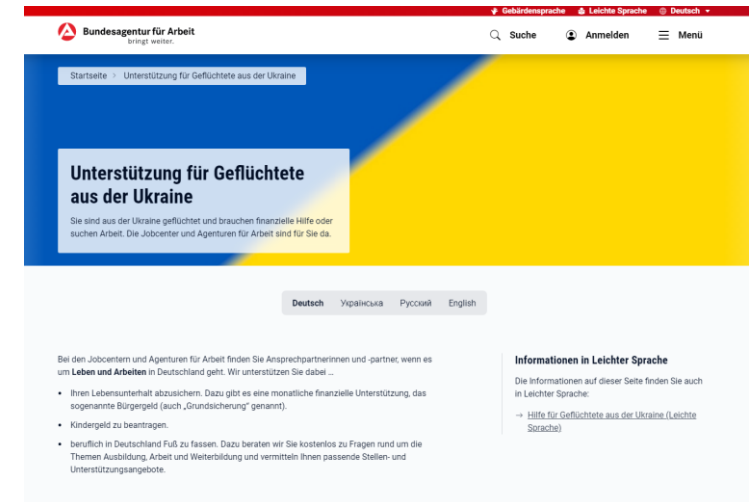 Gebärdensprache Leichte Sprache Deutsch
Bundesagentur für Arbeit
bringt weiter.
Suche Anmelden Menü
Startseite > Unterstützung für Geflüchtete aus der Ukraine
Unterstützung für Geflüchtete
aus der Ukraine
Sie sind aus der Ukraine geflüchtet und brauchen finanzielle Hilfe oder
suchen Arbeit. Die Jobcenter und Agenturen für Arbeit sind für Sie da.
Deutsch Українська Русский English
Bei den Jobcentern und Agenturen für Arbeit finden Sie Ansprechpartnerinnen und -partner, wenn es
um Leben und Arbeiten in Deutschland geht. Wir unterstützen Sie dabei ...
• Ihren Lebensunterhalt abzusichern. Dazu gibt es eine monatliche finanzielle Unterstützung, das
sogenannte Bürgergeld (auch „Grundsicherung" genannt).
• Kindergeld zu beantragen.
• beruflich in Deutschland Fuß zu fassen. Dazu beraten wir Sie kostenlos zu Fragen rund um die
Themen Ausbildung, Arbeit und Weiterbildung und vermitteln Ihnen passende Stellen- und
Unterstützungsangebote.
Informationen in Leichter Sprache
Die Informationen auf dieser Seite finden Sie auch
in Leichter Sprache:
→ Hilfe für Geflüchtete aus der Ukraine (Leichte
Sprache)